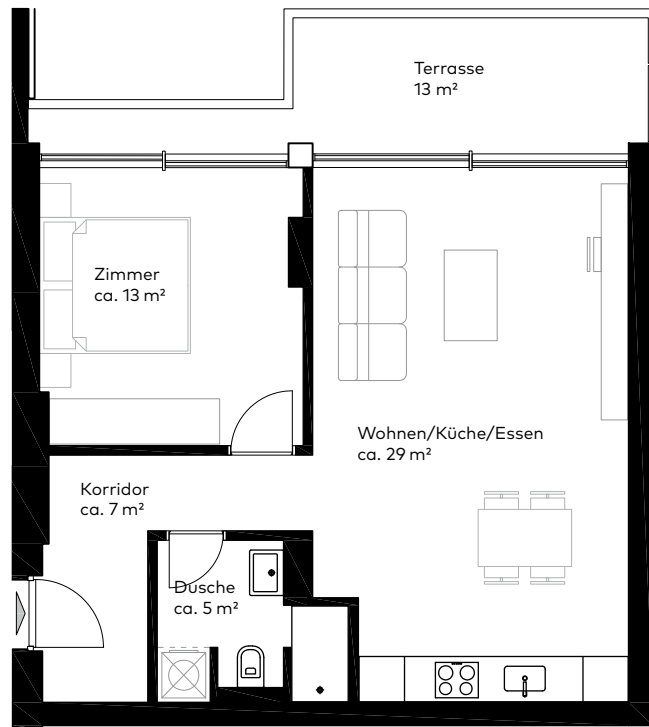 Terrasse
13 m²
Zimmer
ca. 13 m²
Wohnen/Küche/Essen
ca. 29 m²
Korridor
ca. 7 m²
Dusche
ca. 5 m²